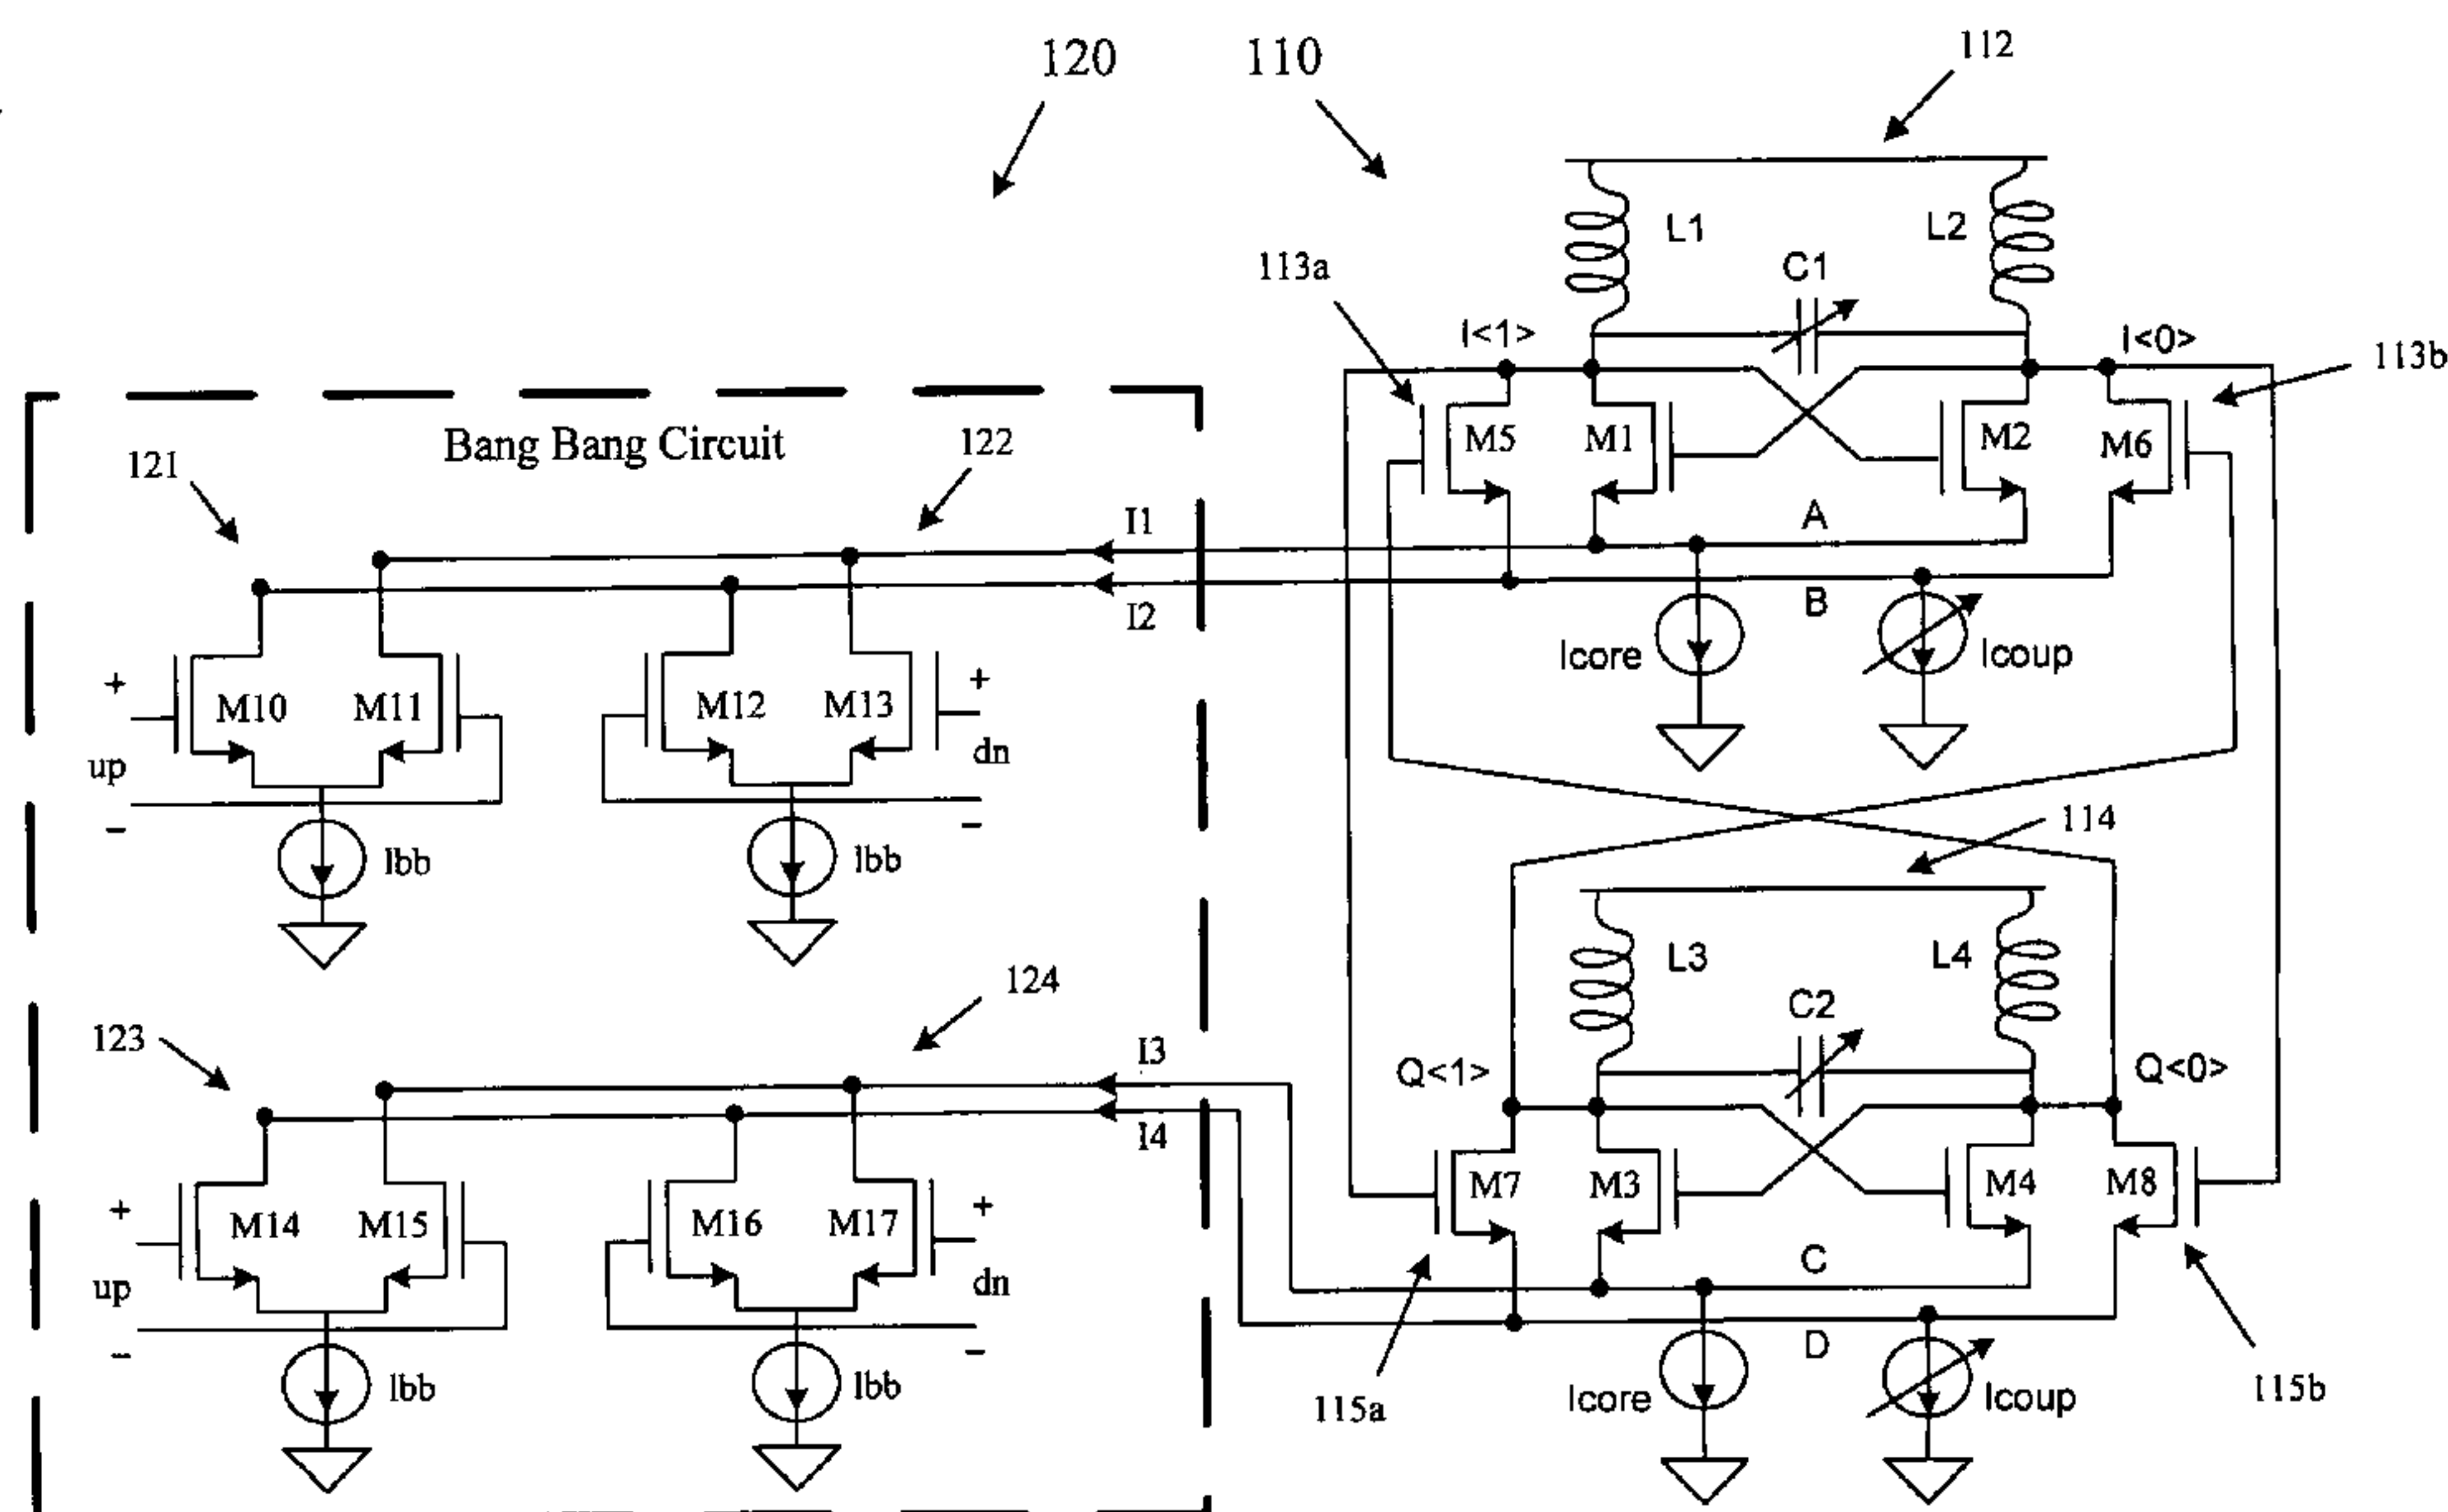 120
110
112
L1
L2
113a
C1
I<1>
I<0>
113b
Bang Bang Circuit
121
122
M5
M1
M2
M6
I1
A
I2
B
Icore
Icoup
+
M10
M11
M12
M13
+
up
dn
−
−
Ibb
Ibb
114
L3
L4
124
C2
123
I3
Q<1>
Q<0>
I4
M7
M3
M4
M8
+
M14
M15
M16
M17
+
up
dn
C
−
−
D
Ibb
Ibb
115a
Icore
Icoup
115b